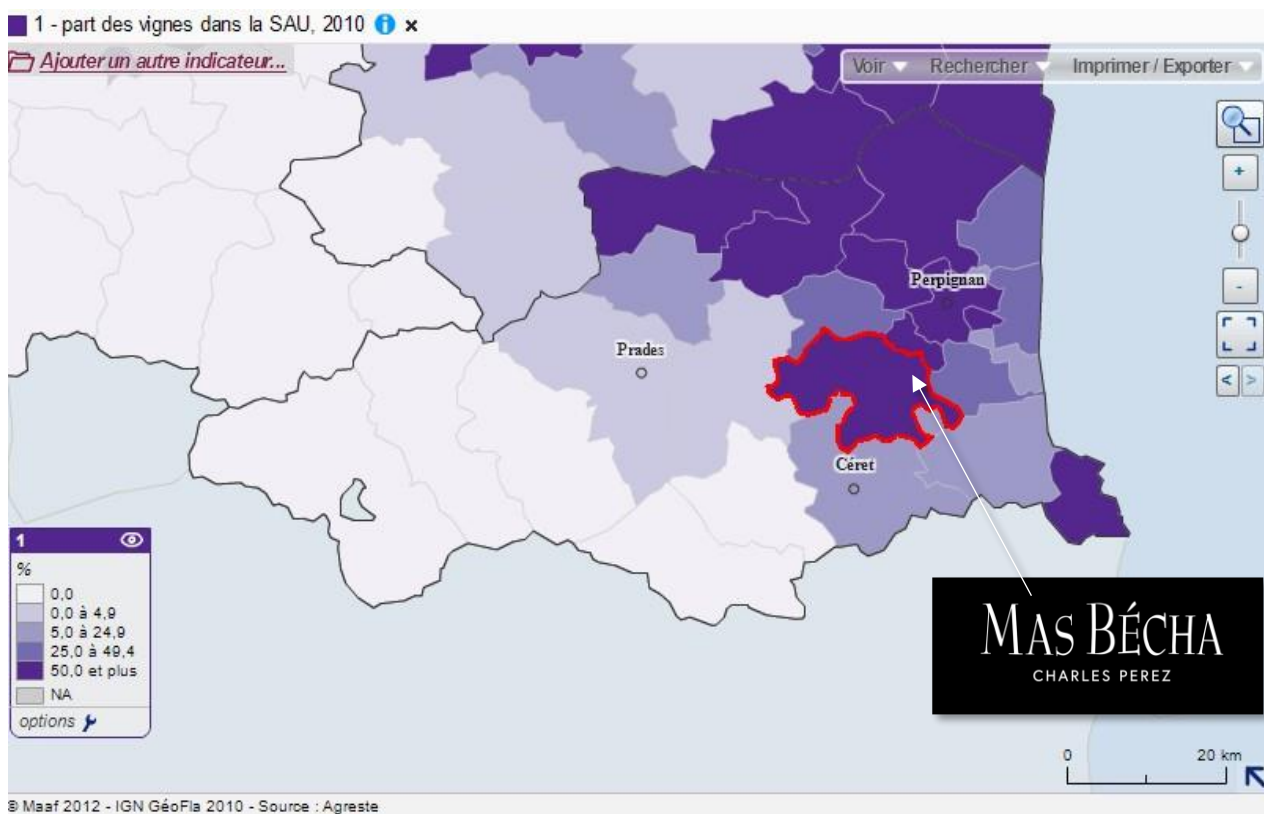 1 - part des vignes dans la SAU, 2010 i ×
Ajouter un autre indicateur...
Voir
Rechercher
Imprimer / Exporter
+
-
< >
Perpignan
Prades
Céret
1
%
0,0
0,0 à 4,9
5,0 à 24,9
25,0 à 49,4
50,0 et plus
NA
options
MAS BÉCHA
CHARLES PEREZ
0 20 km
© Maaf 2012 - IGN GéoFla 2010 - Source : Agreste